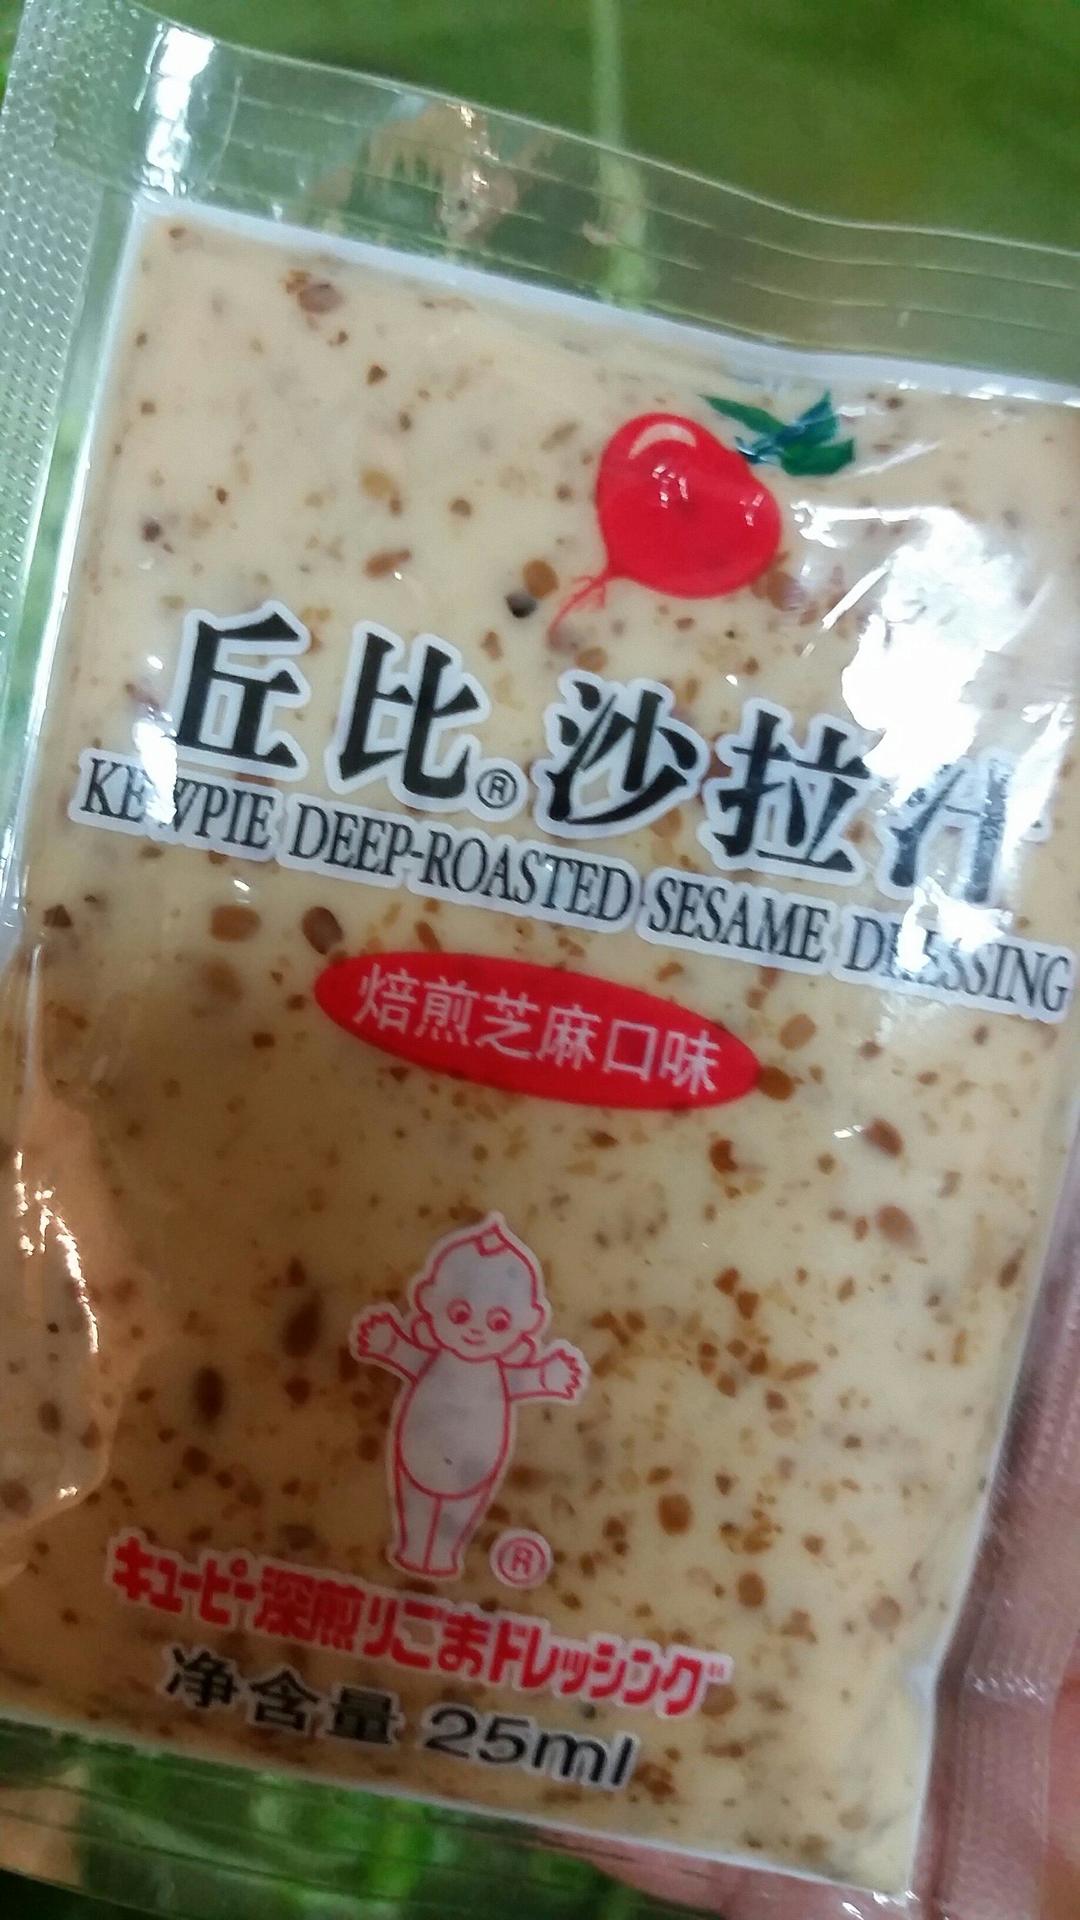 丘比® 沙拉汁
KEWPIE DEEP-ROASTED SESAME DRESSING
焙煎芝麻口味
®
キユーピー深煎りごまドレッシング
净含量 25ml